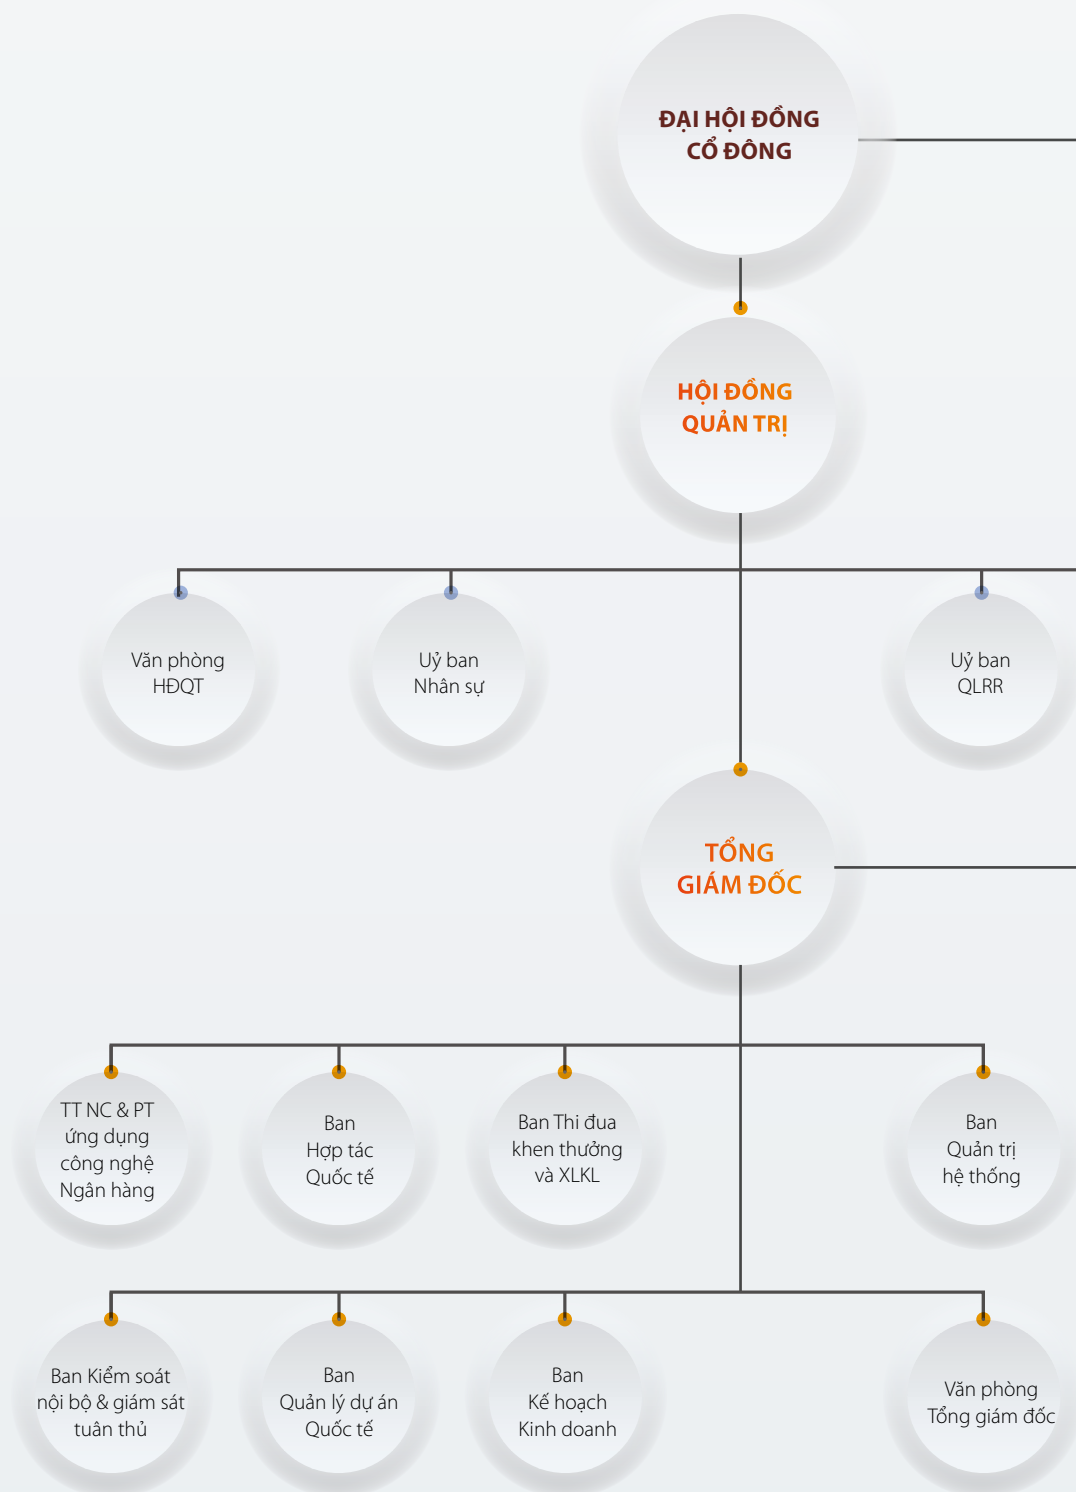 ĐẠI HỘI ĐỒNG
CỔ ĐÔNG
HỘI ĐỒNG
QUẢN TRỊ
Văn phòng
HĐQT
Uỷ ban
Nhân sự
Uỷ ban
QLRR
TỔNG
GIÁM ĐỐC
TT NC & PT
ứng dụng
công nghệ
Ngân hàng
Ban
Hợp tác
Quốc tế
Ban Thi đua
khen thưởng
và XLKL
Ban
Quản trị
hệ thống
Ban Kiểm soát
nội bộ & giám sát
tuân thủ
Ban
Quản lý dự án
Quốc tế
Ban
Kế hoạch
Kinh doanh
Văn phòng
Tổng giám đốc